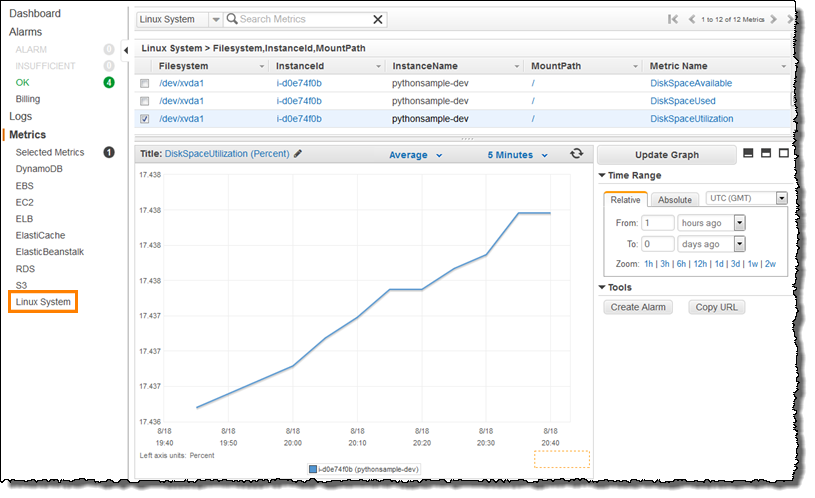 Dashboard
Alarms
ALARM 0
INSUFFICIENT 0
OK 4
Billing
Logs
Metrics
Selected Metrics 1
DynamoDB
EBS
EC2
ELB
ElastiCache
ElasticBeanstalk
RDS
S3
Linux System
Linux System Search Metrics 1 to 12 of 12 Metrics
Linux System > Filesystem,InstanceId,MountPath
Filesystem InstanceId InstanceName MountPath Metric Name
/dev/xvda1 i-d0e74f0b pythonsample-dev / DiskSpaceAvailable
/dev/xvda1 i-d0e74f0b pythonsample-dev / DiskSpaceUsed
/dev/xvda1 i-d0e74f0b pythonsample-dev / DiskSpaceUtilization
Title: DiskSpaceUtilization (Percent) Average 5 Minutes
17.438
17.438
17.438
17.438
17.437
17.437
17.437
17.436
8/18 8/18 8/18 8/18 8/18 8/18 8/18
19:40 19:50 20:00 20:10 20:20 20:30 20:40
Left axis units: Percent
i-d0e74f0b (pythonsample-dev)
Update Graph
Time Range
Relative Absolute UTC (GMT)
From: 1 hours ago
To: 0 days ago
Zoom: 1h | 3h | 6h | 12h | 1d | 3d | 1w | 2w
Tools
Create Alarm Copy URL